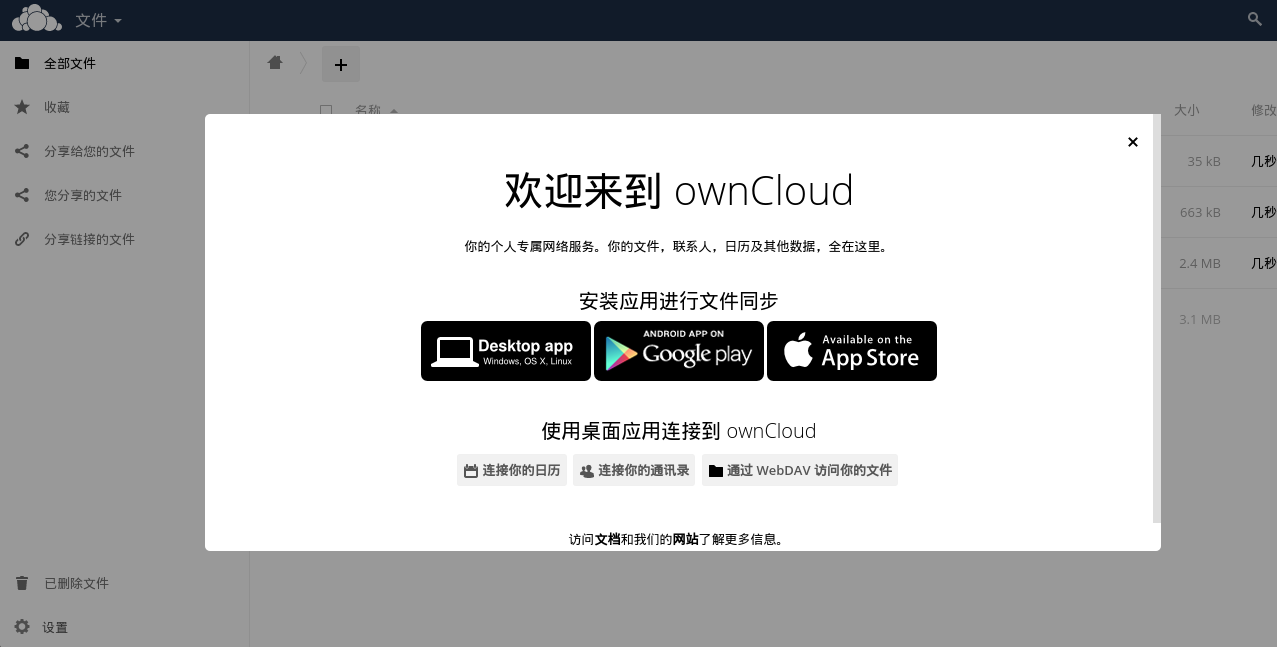 文件
全部文件
收藏
分享给您的文件
您分享的文件
分享链接的文件
已删除文件
设置
名称
大小
修改
35 kB
几秒
663 kB
几秒
2.4 MB
几秒
3.1 MB
欢迎来到 ownCloud
你的个人专属网络服务。你的文件，联系人，日历及其他数据，全在这里。
安装应用进行文件同步
Desktop app
Windows, OS X, Linux
ANDROID APP ON
Google play
Available on the
App Store
使用桌面应用连接到 ownCloud
连接你的日历
连接你的通讯录
通过 WebDAV 访问你的文件
访问文档和我们的网站了解更多信息。